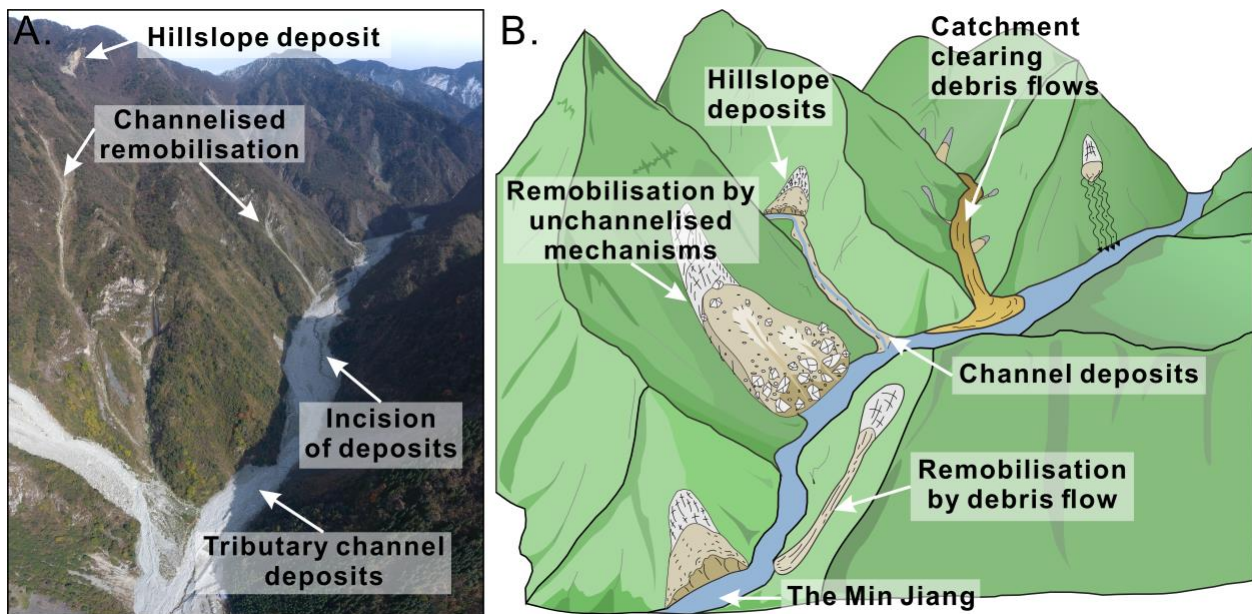 A.
Hillslope deposit
Channelised
remobilisation
Incision
of deposits
Tributary channel
deposits
B.
Catchment
clearing
debris flows
Hillslope
deposits
Remobilisation by
unchannelised
mechanisms
Channel deposits
Remobilisation
by debris flow
The Min Jiang